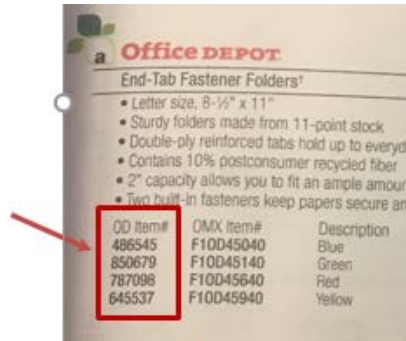 a Office DEPOT
End-Tab Fastener Folders†
• Letter size, 8-½" x 11"
• Sturdy folders made from 11-point stock
• Double-ply reinforced tabs hold up to everyd
• Contains 10% postconsumer recycled fiber
• 2" capacity allows you to fit an ample amour
• Two built-in fasteners keep papers secure an
OD Item# OMX Item# Description
486545 F10D45040 Blue
850679 F10D45140 Green
787098 F10D45640 Red
645537 F10D45940 Yellow